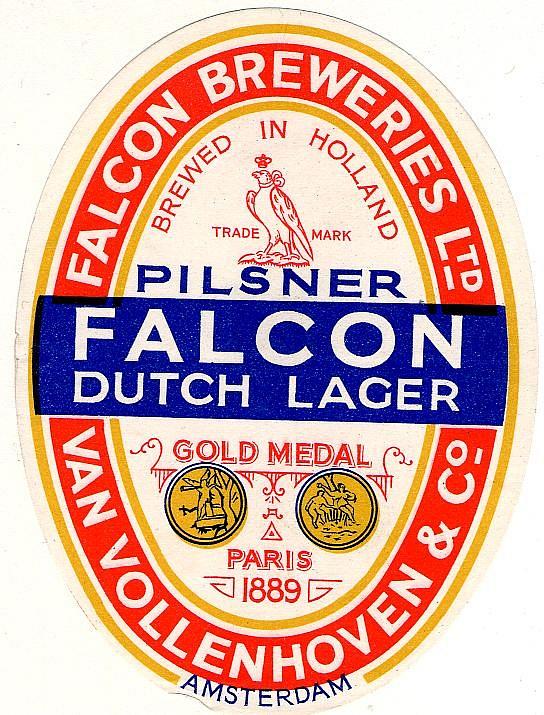 FALCON BREWERIES LTD
BREWED IN HOLLAND
TRADE MARK
PILSNER
FALCON
DUTCH LAGER
GOLD MEDAL
PARIS
1889
VAN VOLLENHOVEN & CO
AMSTERDAM